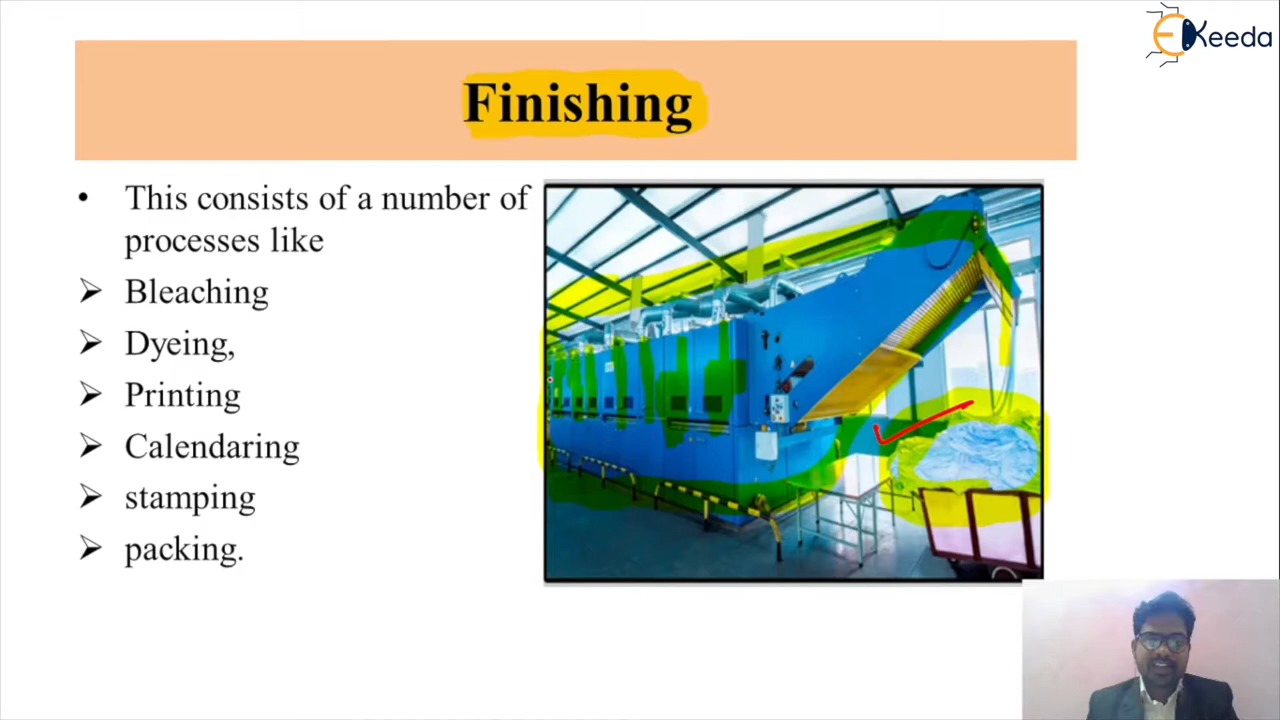 Keeda
Finishing
• This consists of a number of
processes like
➢ Bleaching
➢ Dyeing,
➢ Printing
➢ Calendaring
➢ stamping
➢ packing.